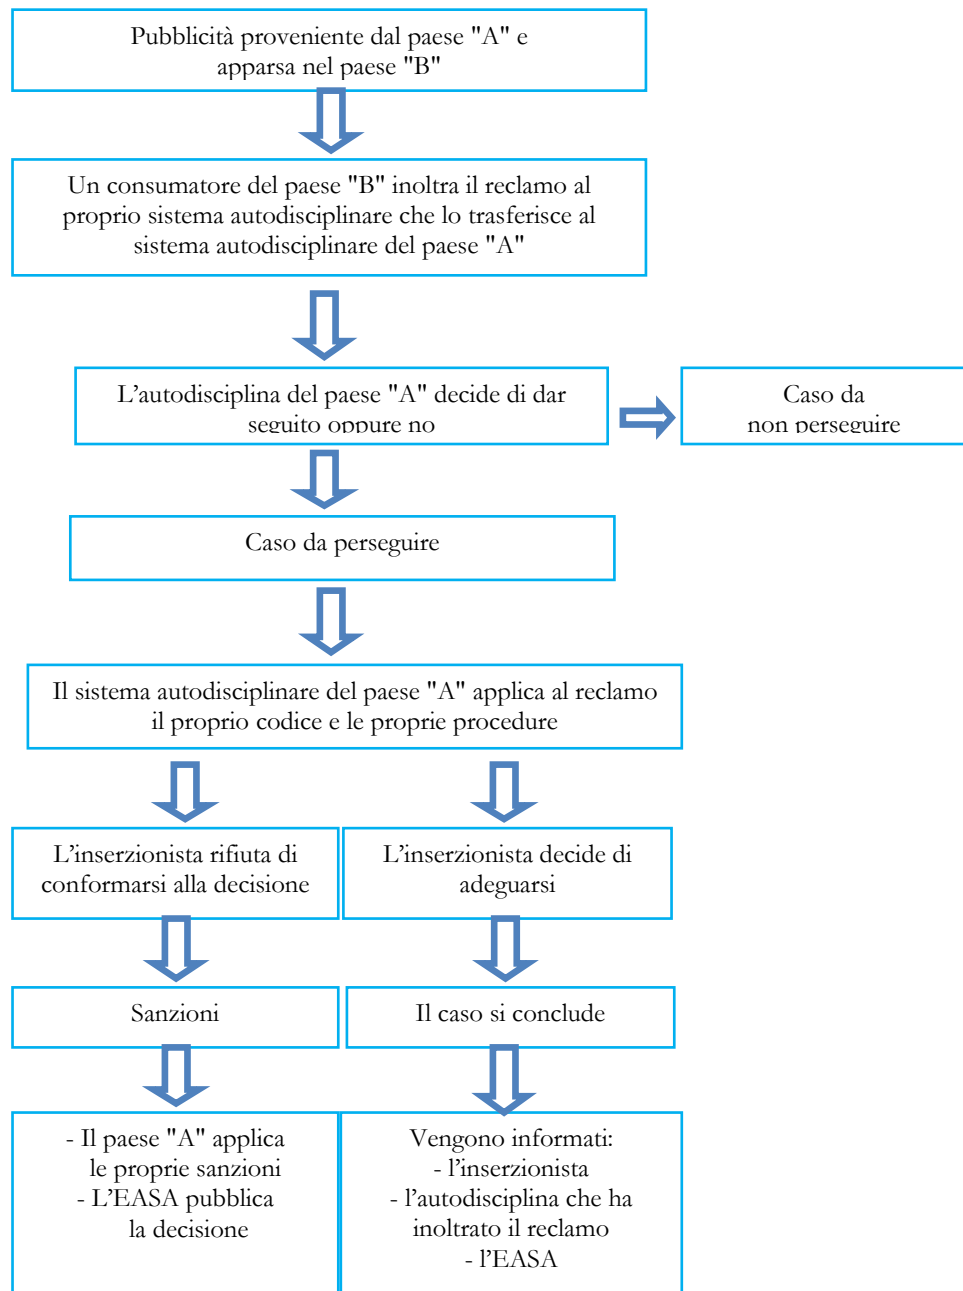 Pubblicità proveniente dal paese "A" e
apparsa nel paese "B"
Un consumatore del paese "B" inoltra il reclamo al
proprio sistema autodisciplinare che lo trasferisce al
sistema autodisciplinare del paese "A"
L’autodisciplina del paese "A" decide di dar
seguito oppure no
Caso da
non perseguire
Caso da perseguire
Il sistema autodisciplinare del paese "A" applica al reclamo
il proprio codice e le proprie procedure
L’inserzionista rifiuta di
conformarsi alla decisione
L’inserzionista decide di
adeguarsi
Sanzioni
Il caso si conclude
- Il paese "A" applica
le proprie sanzioni
- L’EASA pubblica
la decisione
Vengono informati:
- l’inserzionista
- l’autodisciplina che ha
inoltrato il reclamo
- l’EASA